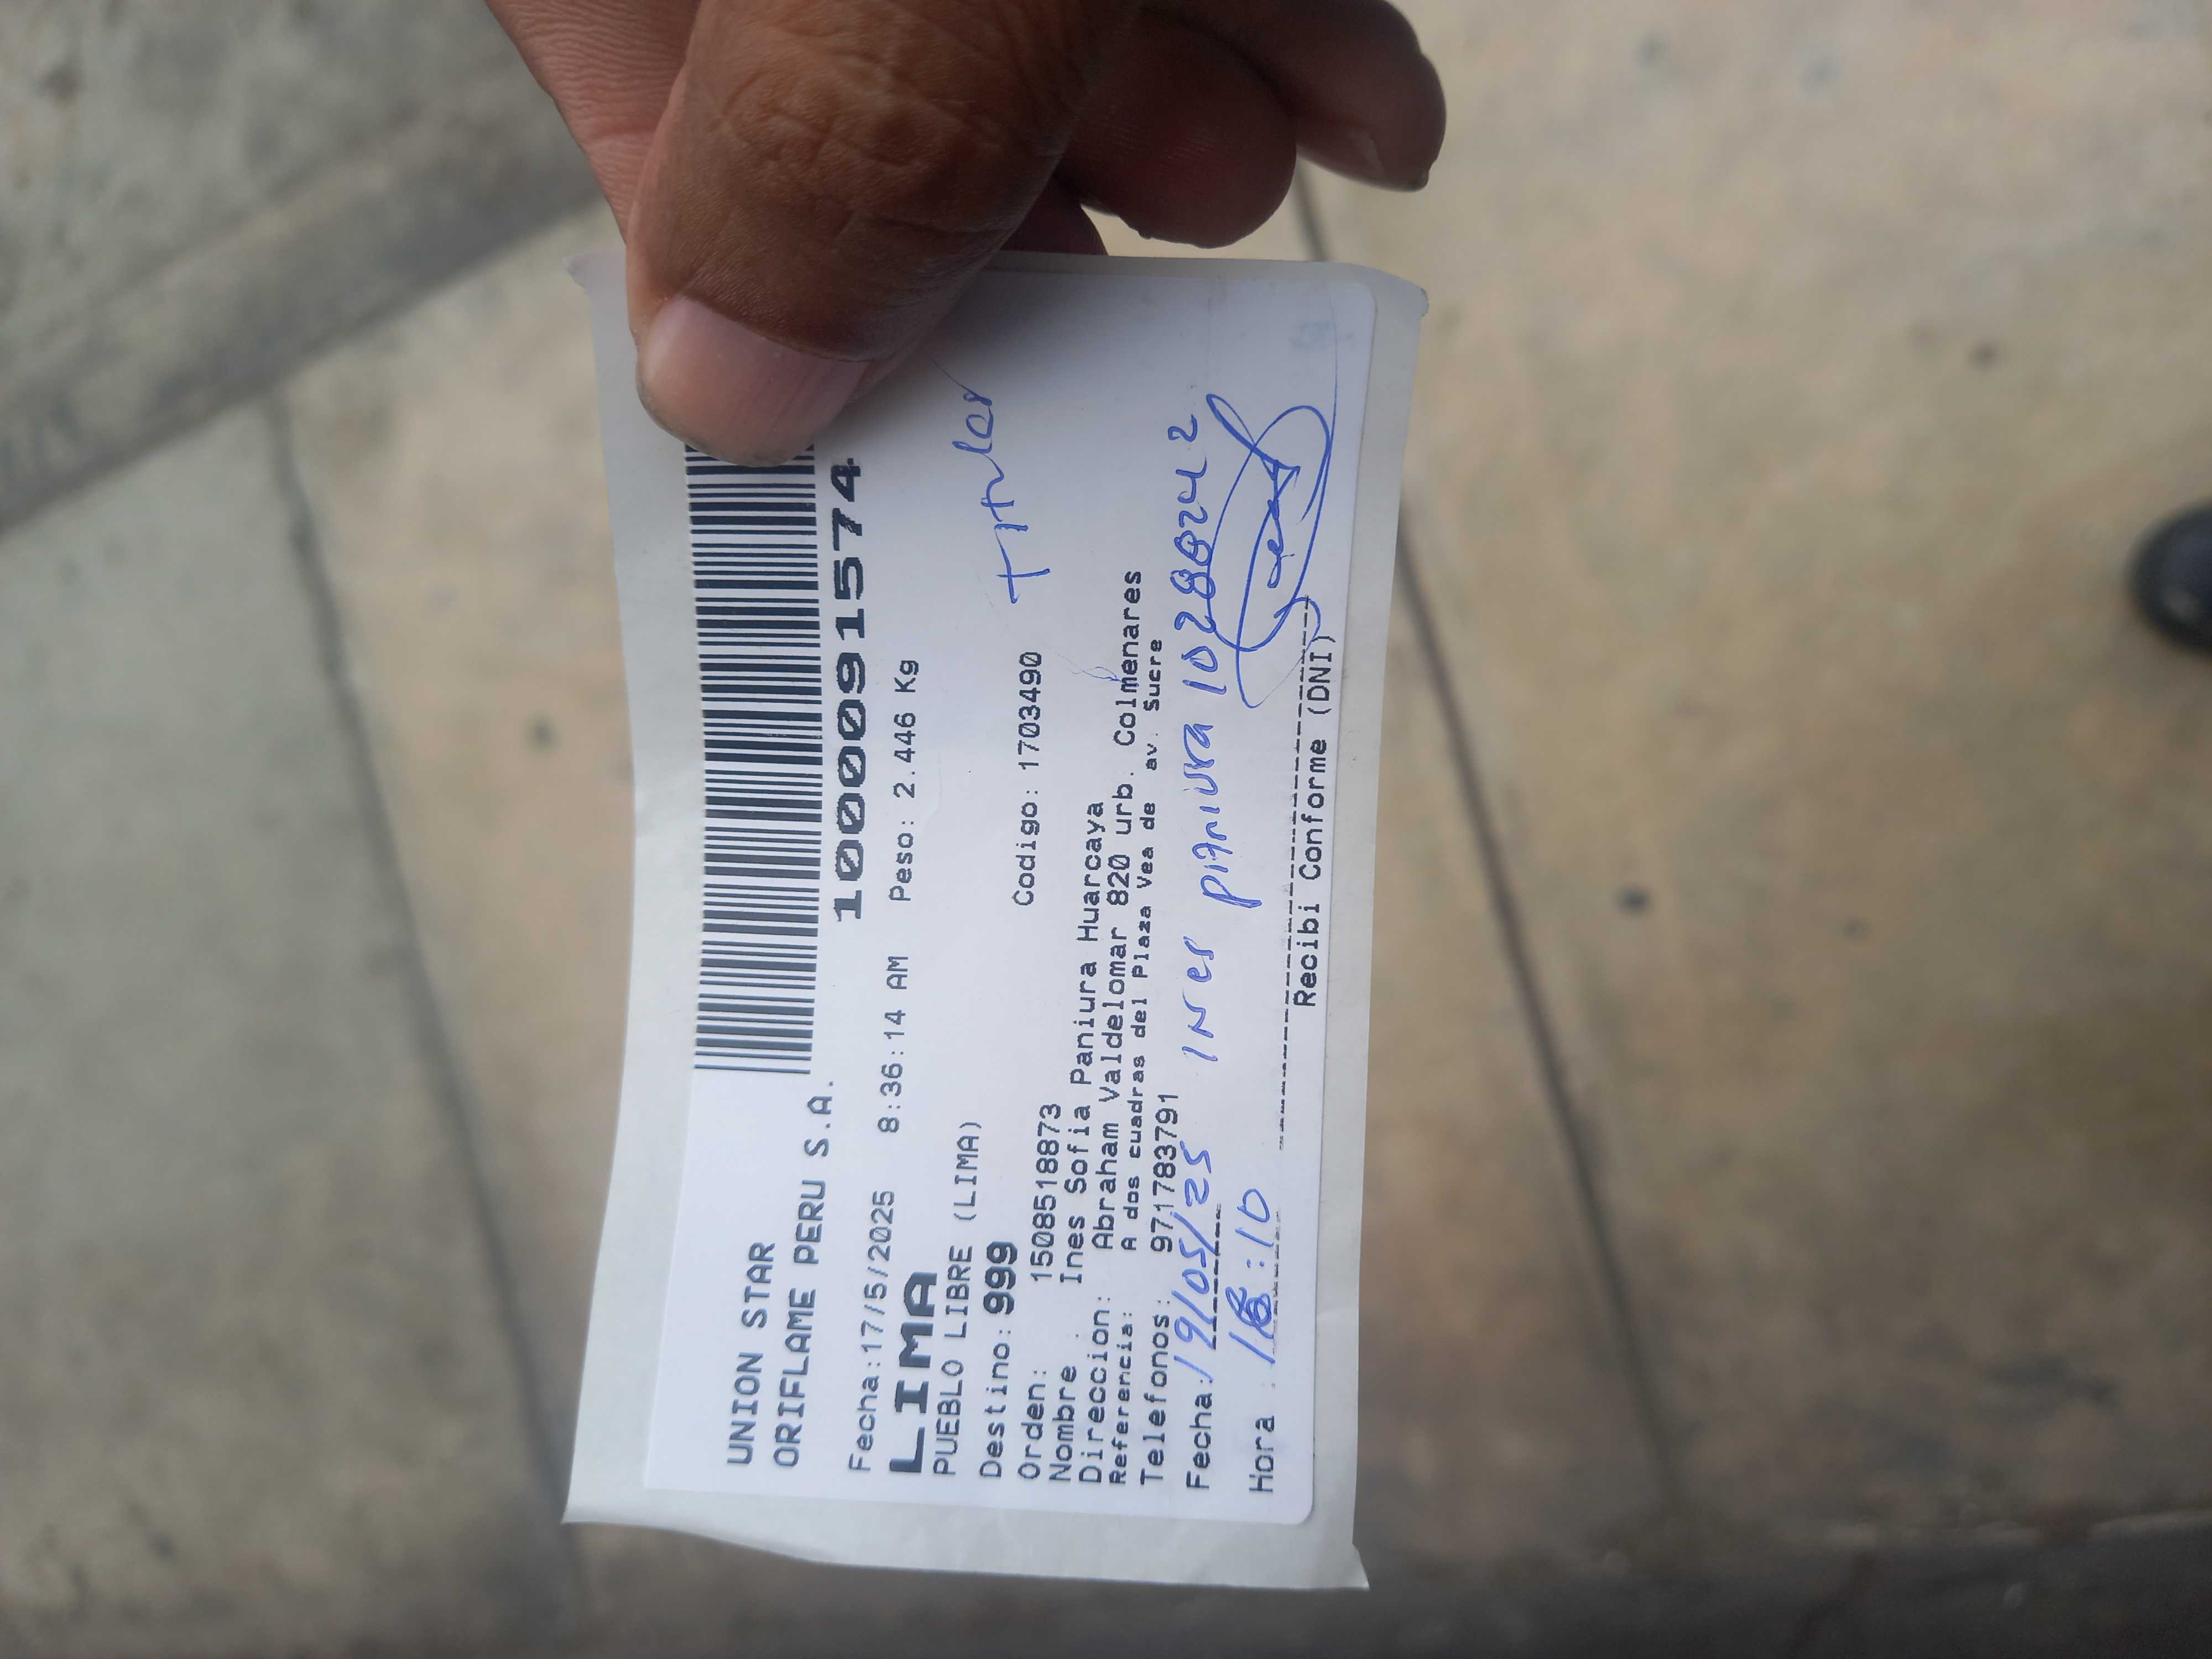 UNION STAR
ORIFLAME PERU S.A.
1000091574
Fecha:17/5/2025 8:36:14 AM Peso: 2.446 Kg
LIMA
PUEBLO LIBRE (LIMA)
Destino: 999
Titular
Orden: 1508518873 Codigo: 1703490
Nombre : Ines Sofia Paniura Huarcaya
Direccion: Abraham Valdelomar 820 urb. Colmenares
Referencia: A dos cuadras del Plaza Vea de av. Sucre
Telefonos: 971783791
Fecha: 19/05/25 Ines paniura 10288242
Hora : :10
Recibi Conforme (DNI)